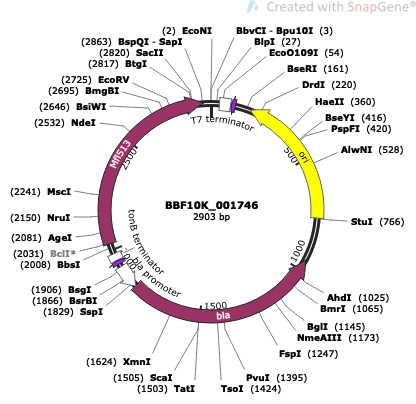 Created with SnapGene®
(2) EcoNI
BbvCI - Bpu10I (3)
(2863) BspQI - SapI
BlpI (27)
(2820) SacII
EcoO109I (54)
(2817) BtgI
BseRI (161)
(2725) EcoRV
DrdI (220)
(2695) BmgBI
HaeII (360)
(2646) BsiWI
BseYI (416)
(2532) NdeI
PspFI (420)
AlwNI (528)
T7 terminator
Mfl513
2500
ori
500
(2241) MscI
BBF10K_001746
2903 bp
(2150) NruI
StuI (766)
(2081) AgeI
(2031) BclI*
(2008) BbsI
tonB terminator
bla promoter
1000
(1906) BsgI
(1866) BsrBI
(1829) SspI
AhdI (1025)
BmrI (1065)
1500
bla
BglI (1145)
NmeAIII (1173)
FspI (1247)
(1624) XmnI
(1505) ScaI
PvuI (1395)
(1503) TatI
TsoI (1424)